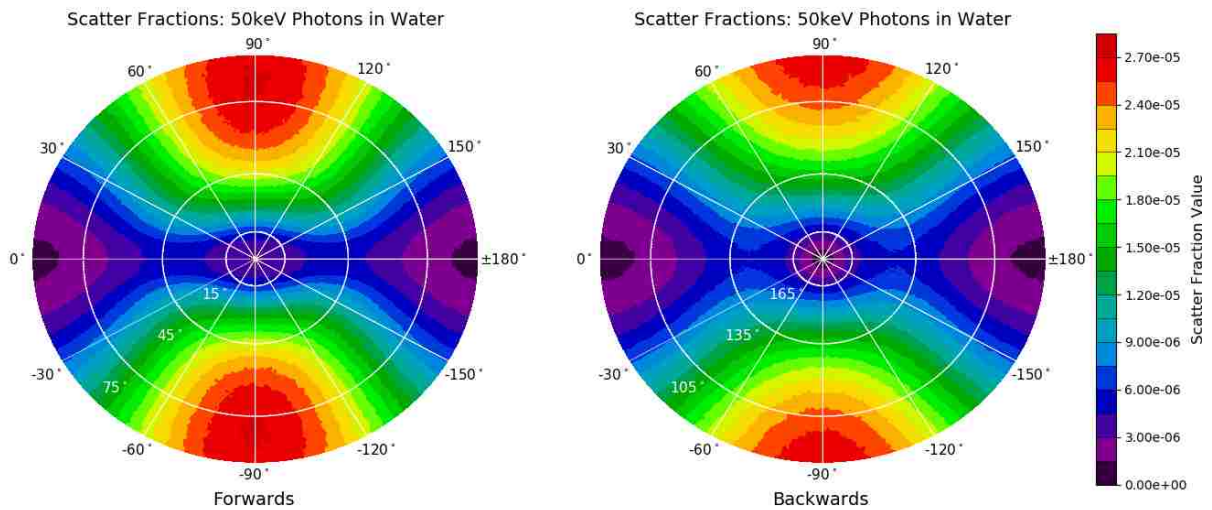 Scatter Fractions: 50keV Photons in Water
90°
60°
120°
30°
150°
0°
±180°
15°
45°
75°
-30°
-150°
-60°
-120°
-90°
Forwards
Scatter Fractions: 50keV Photons in Water
90°
60°
120°
30°
150°
0°
±180°
165°
135°
105°
-30°
-150°
-60°
-120°
-90°
Backwards
2.70e-05
2.40e-05
2.10e-05
1.80e-05
1.50e-05
1.20e-05
9.00e-06
6.00e-06
3.00e-06
0.00e+00
Scatter Fraction Value